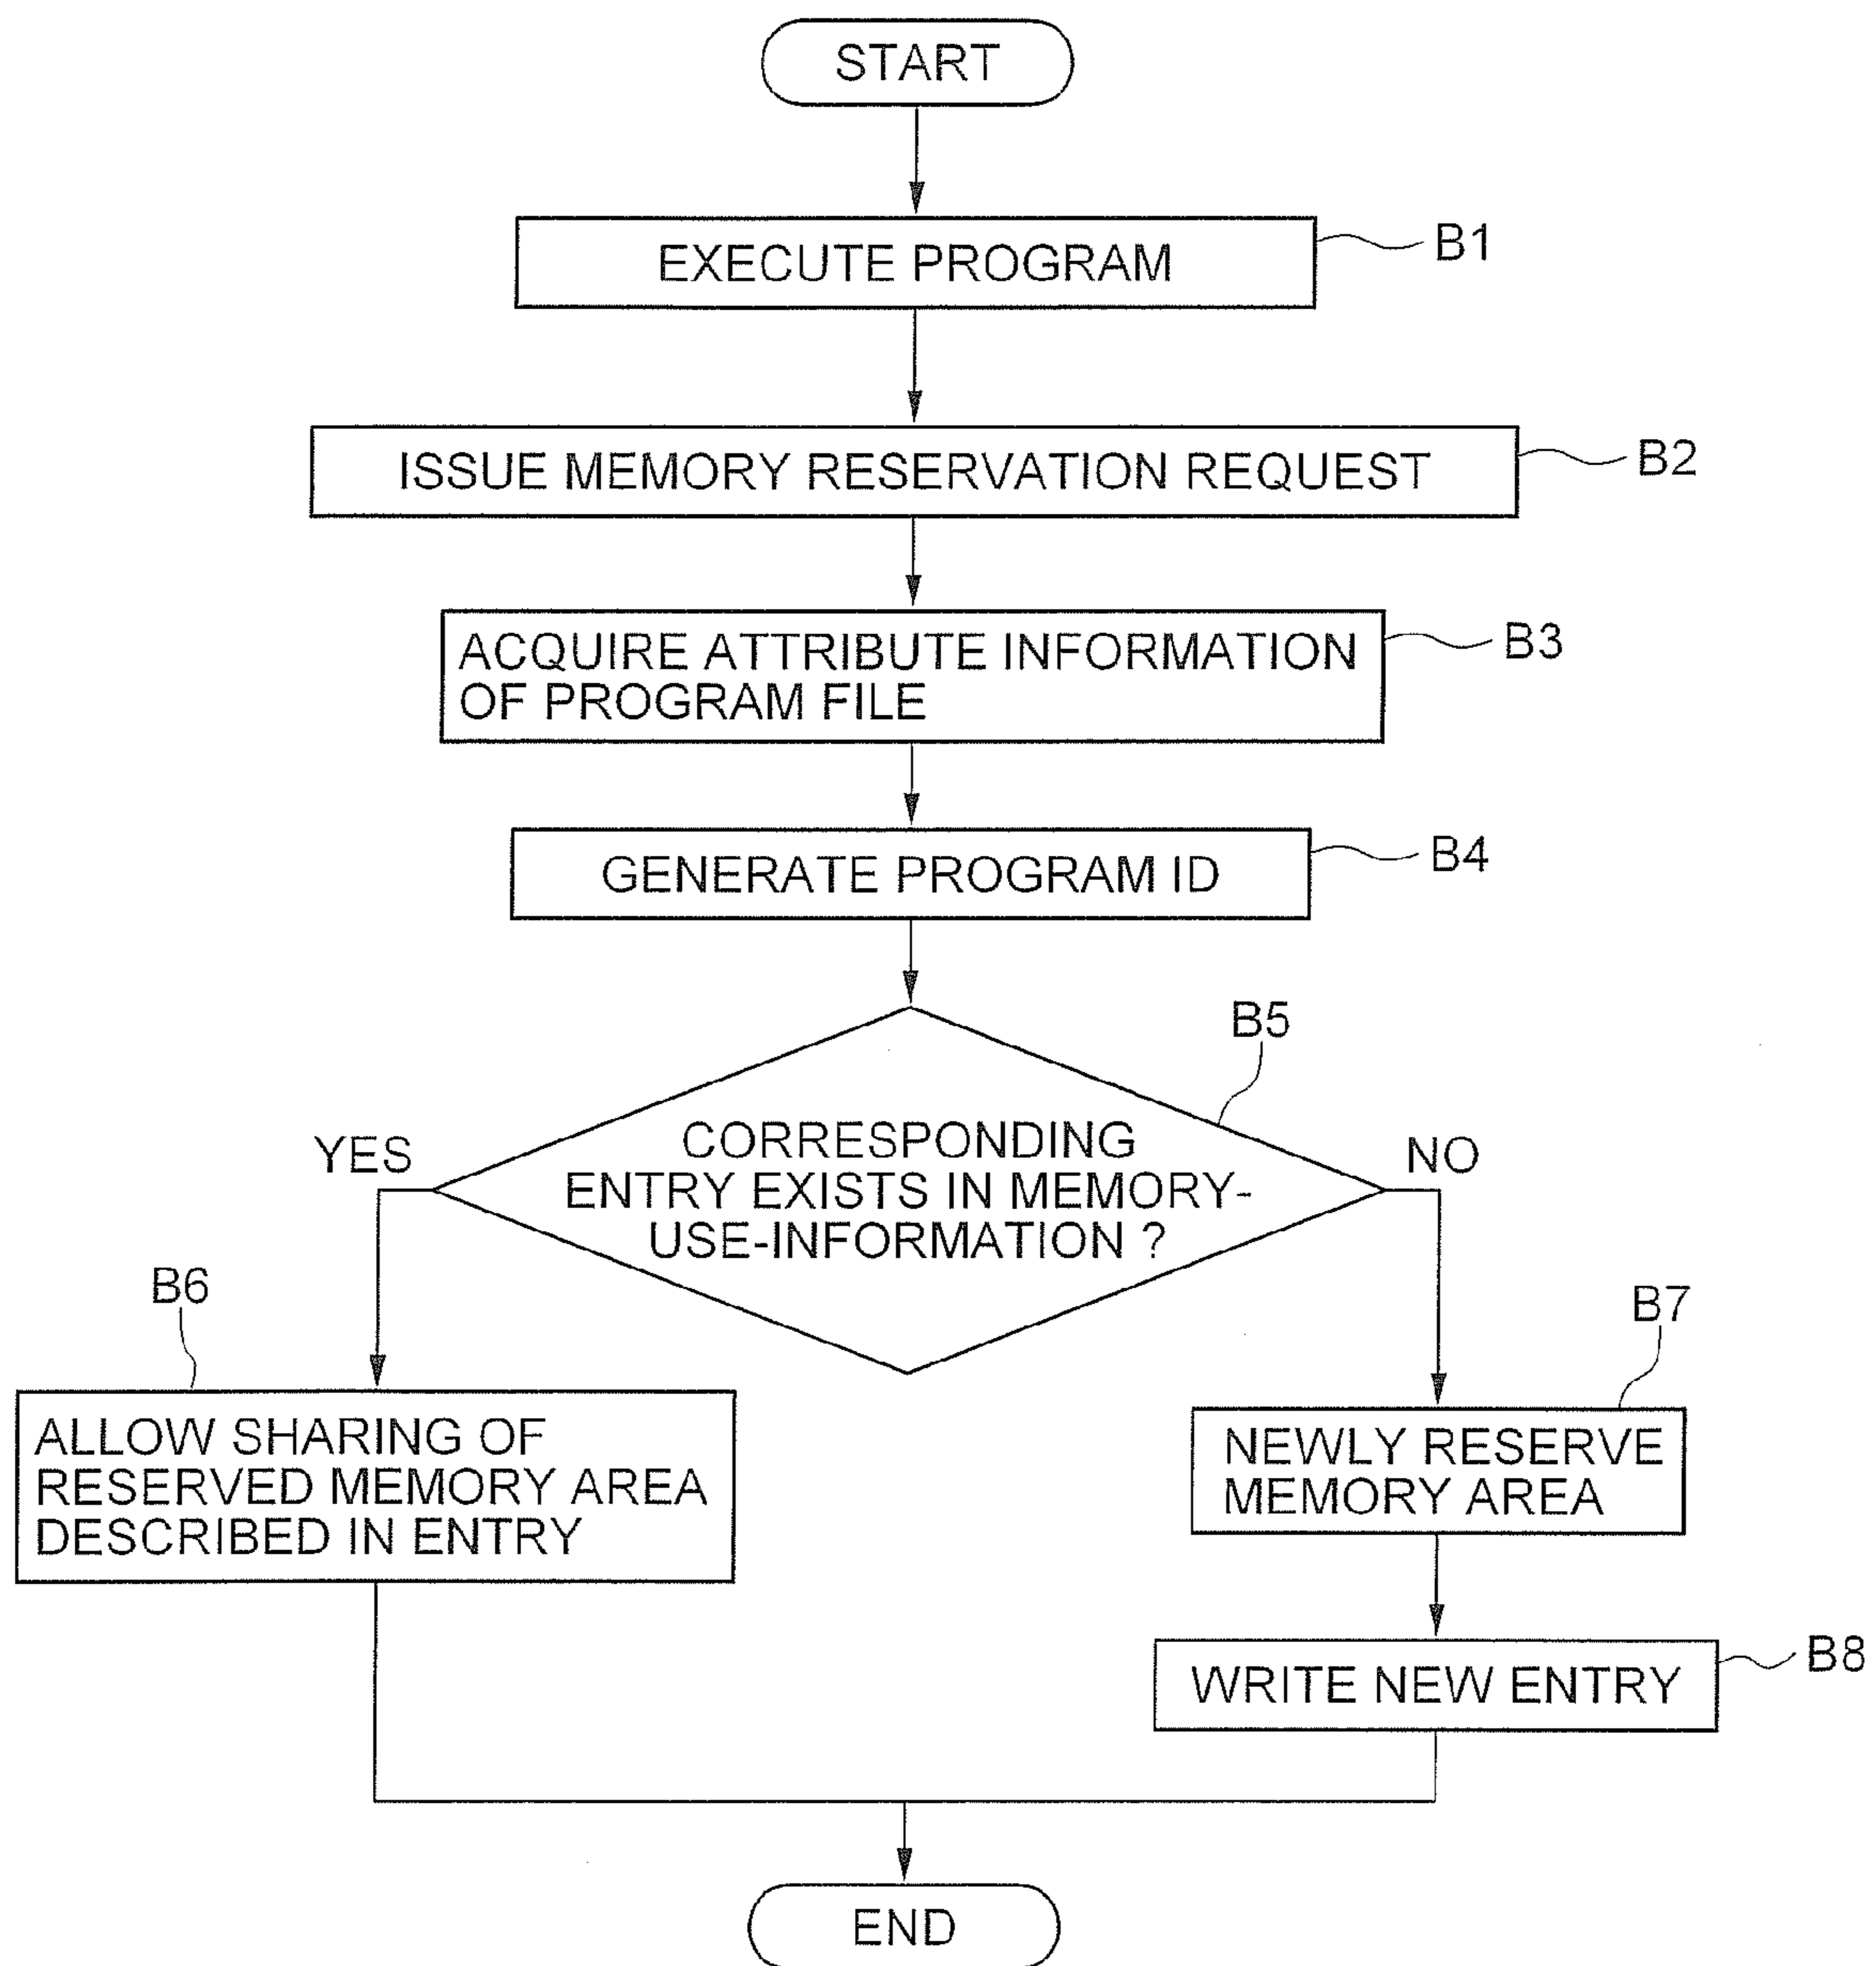 START
EXECUTE PROGRAM
B1
ISSUE MEMORY RESERVATION REQUEST
B2
ACQUIRE ATTRIBUTE INFORMATION
OF PROGRAM FILE
B3
GENERATE PROGRAM ID
B4
B5
CORRESPONDING
ENTRY EXISTS IN MEMORY-
USE-INFORMATION ?
YES
NO
B6
ALLOW SHARING OF
RESERVED MEMORY AREA
DESCRIBED IN ENTRY
B7
NEWLY RESERVE
MEMORY AREA
WRITE NEW ENTRY
B8
END